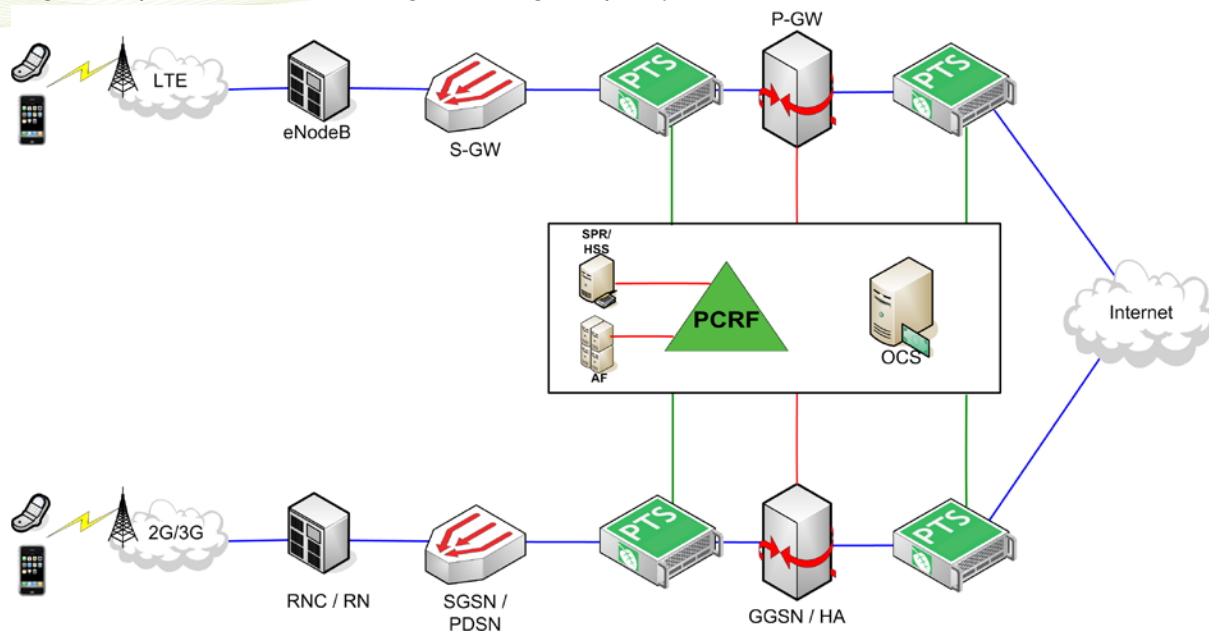 P-GW
LTE
PTS
PTS
eNodeB
S-GW
SPR/
HSS
PCRF
AF
OCS
Internet
2G/3G
PTS
PTS
RNC / RN
SGSN /
PDSN
GGSN / HA